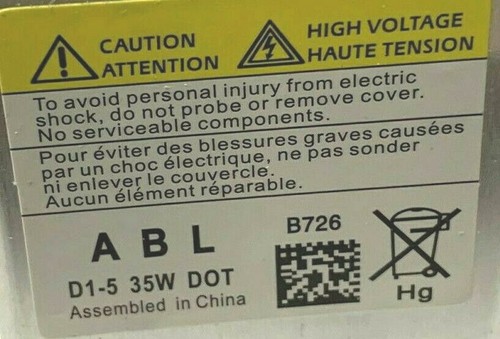 CAUTION
ATTENTION
HIGH VOLTAGE
HAUTE TENSION
To avoid personal injury from electric
shock, do not probe or remove cover.
No serviceable components.
Pour éviter des blessures graves causées
par un choc électrique, ne pas sonder
ni enlever le couvercle.
Aucun élément réparable.
A B L
B726
D1-5 35W DOT
Assembled in China
Hg